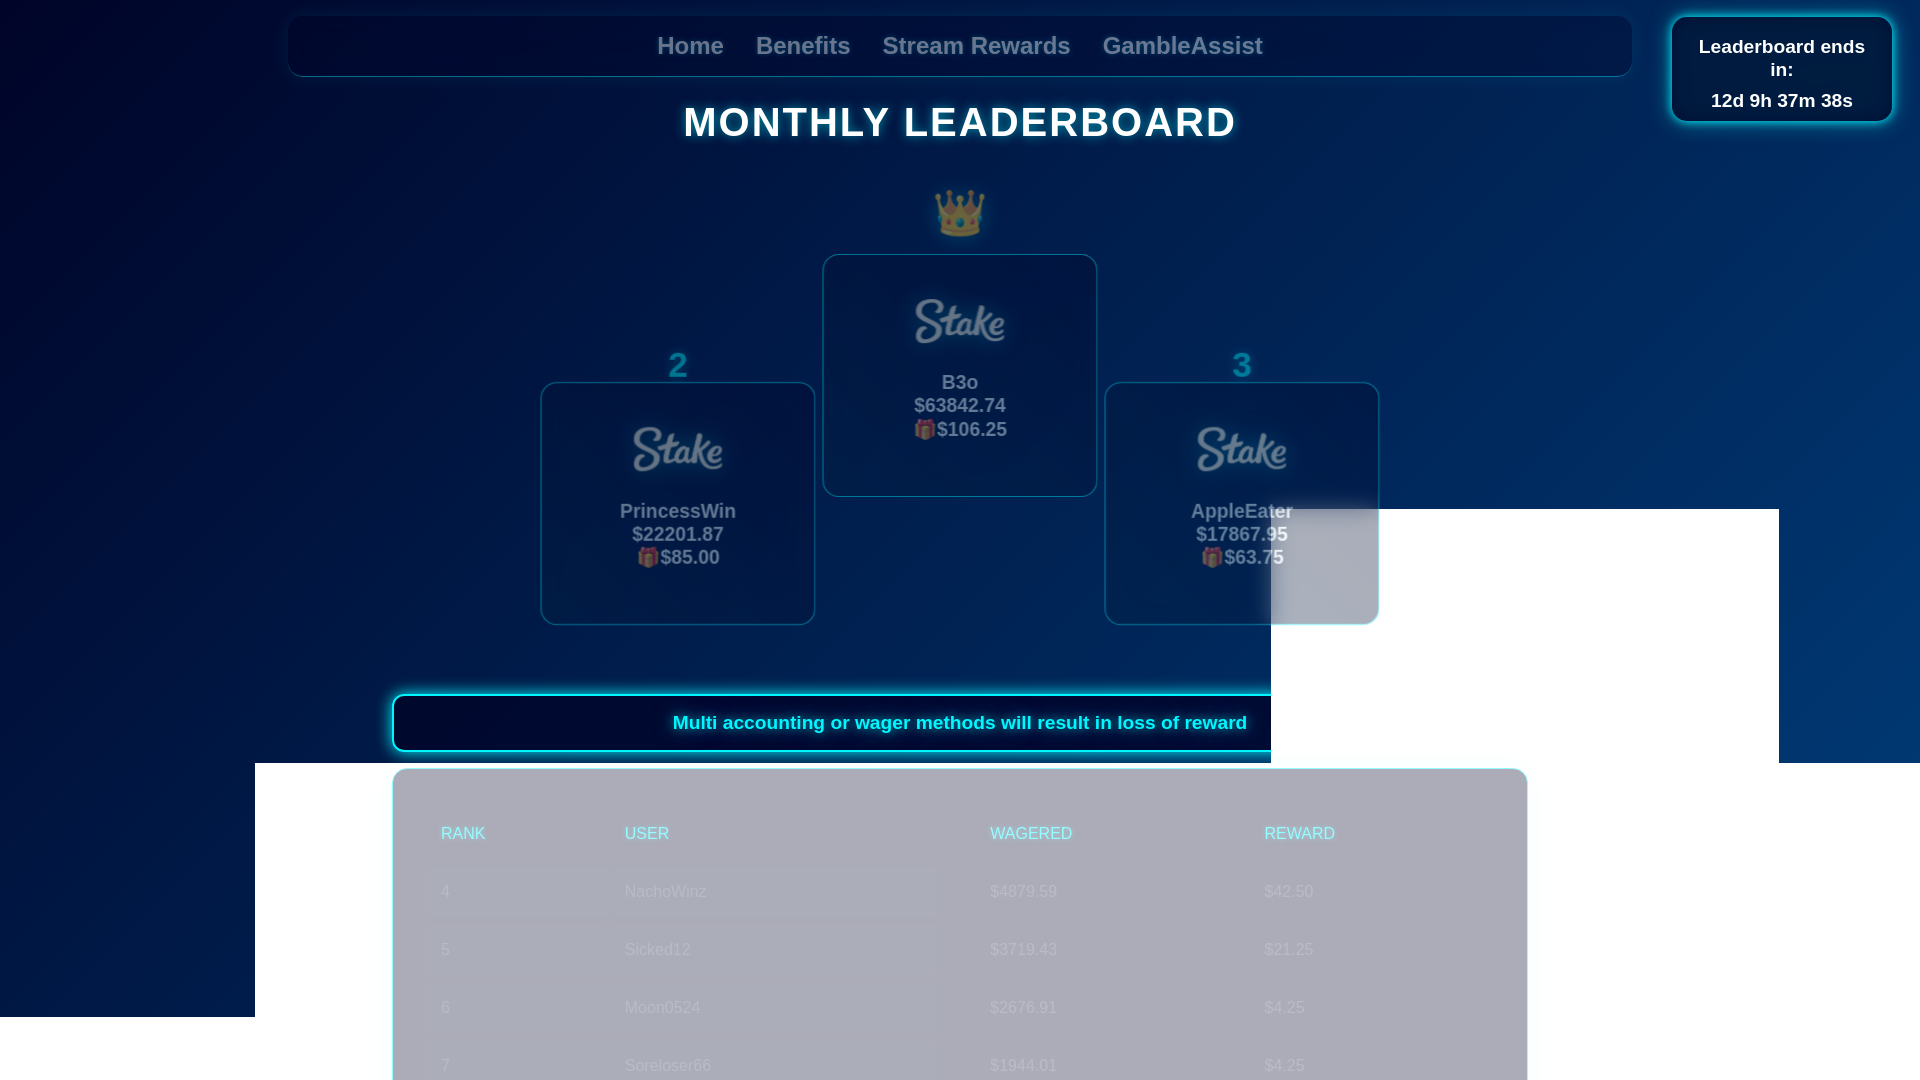 Home Benefits Stream Rewards GambleAssist
Leaderboard ends
in:
12d 9h 37m 38s
MONTHLY LEADERBOARD
Stake
B3o
$63842.74
🎁$106.25
2
Stake
PrincessWin
$22201.87
🎁$85.00
3
Stake
AppleEater
$17867.95
🎁$63.75
Multi accounting or wager methods will result in loss of reward
RANK USER WAGERED REWARD
4 NachoWinz $4879.59 $42.50
5 Sicked12 $3719.43 $21.25
6 Moon0524 $2676.91 $4.25
7 Soreloser66 $1944.01 $4.25